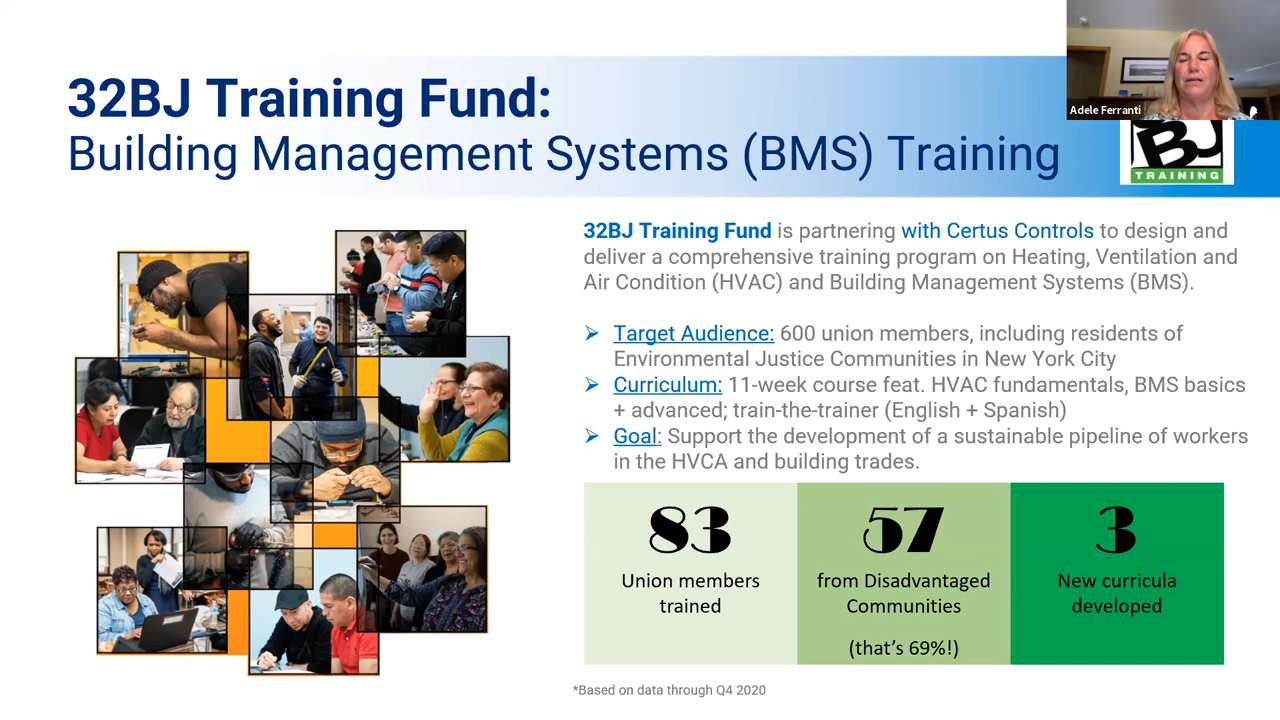 32BJ Training Fund:
Building Management Systems (BMS) Training
Adele Ferranti
BJ
TRAINING
32BJ Training Fund is partnering with Certus Controls to design and
deliver a comprehensive training program on Heating, Ventilation and
Air Condition (HVAC) and Building Management Systems (BMS).
Target Audience: 600 union members, including residents of
Environmental Justice Communities in New York City
Curriculum: 11-week course feat. HVAC fundamentals, BMS basics
+ advanced; train-the-trainer (English + Spanish)
Goal: Support the development of a sustainable pipeline of workers
in the HVCA and building trades.
83
Union members
trained
57
from Disadvantaged
Communities
(that's 69%!)
3
New curricula
developed
*Based on data through Q4 2020